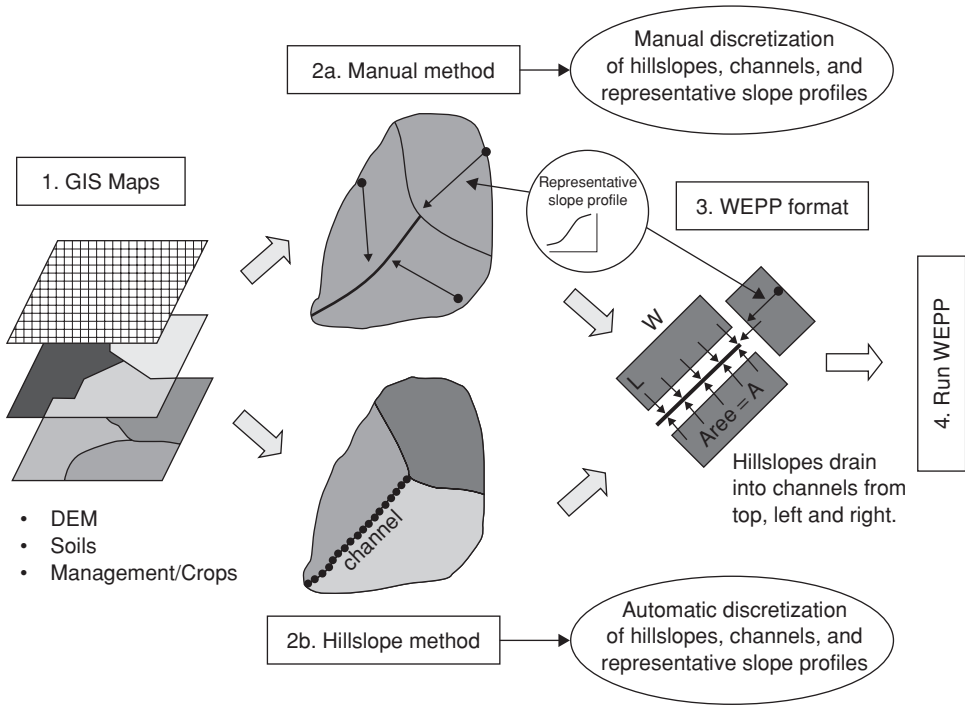 2a. Manual method
Manual discretization
of hillslopes, channels, and
representative slope profiles
1. GIS Maps
Representative
slope profile
3. WEPP format
W
L
Aree = A
4. Run WEPP
Hillslopes drain
into channels from
top, left and right.
channel
• DEM
• Soils
• Management/Crops
2b. Hillslope method
Automatic discretization
of hillslopes, channels, and
representative slope profiles